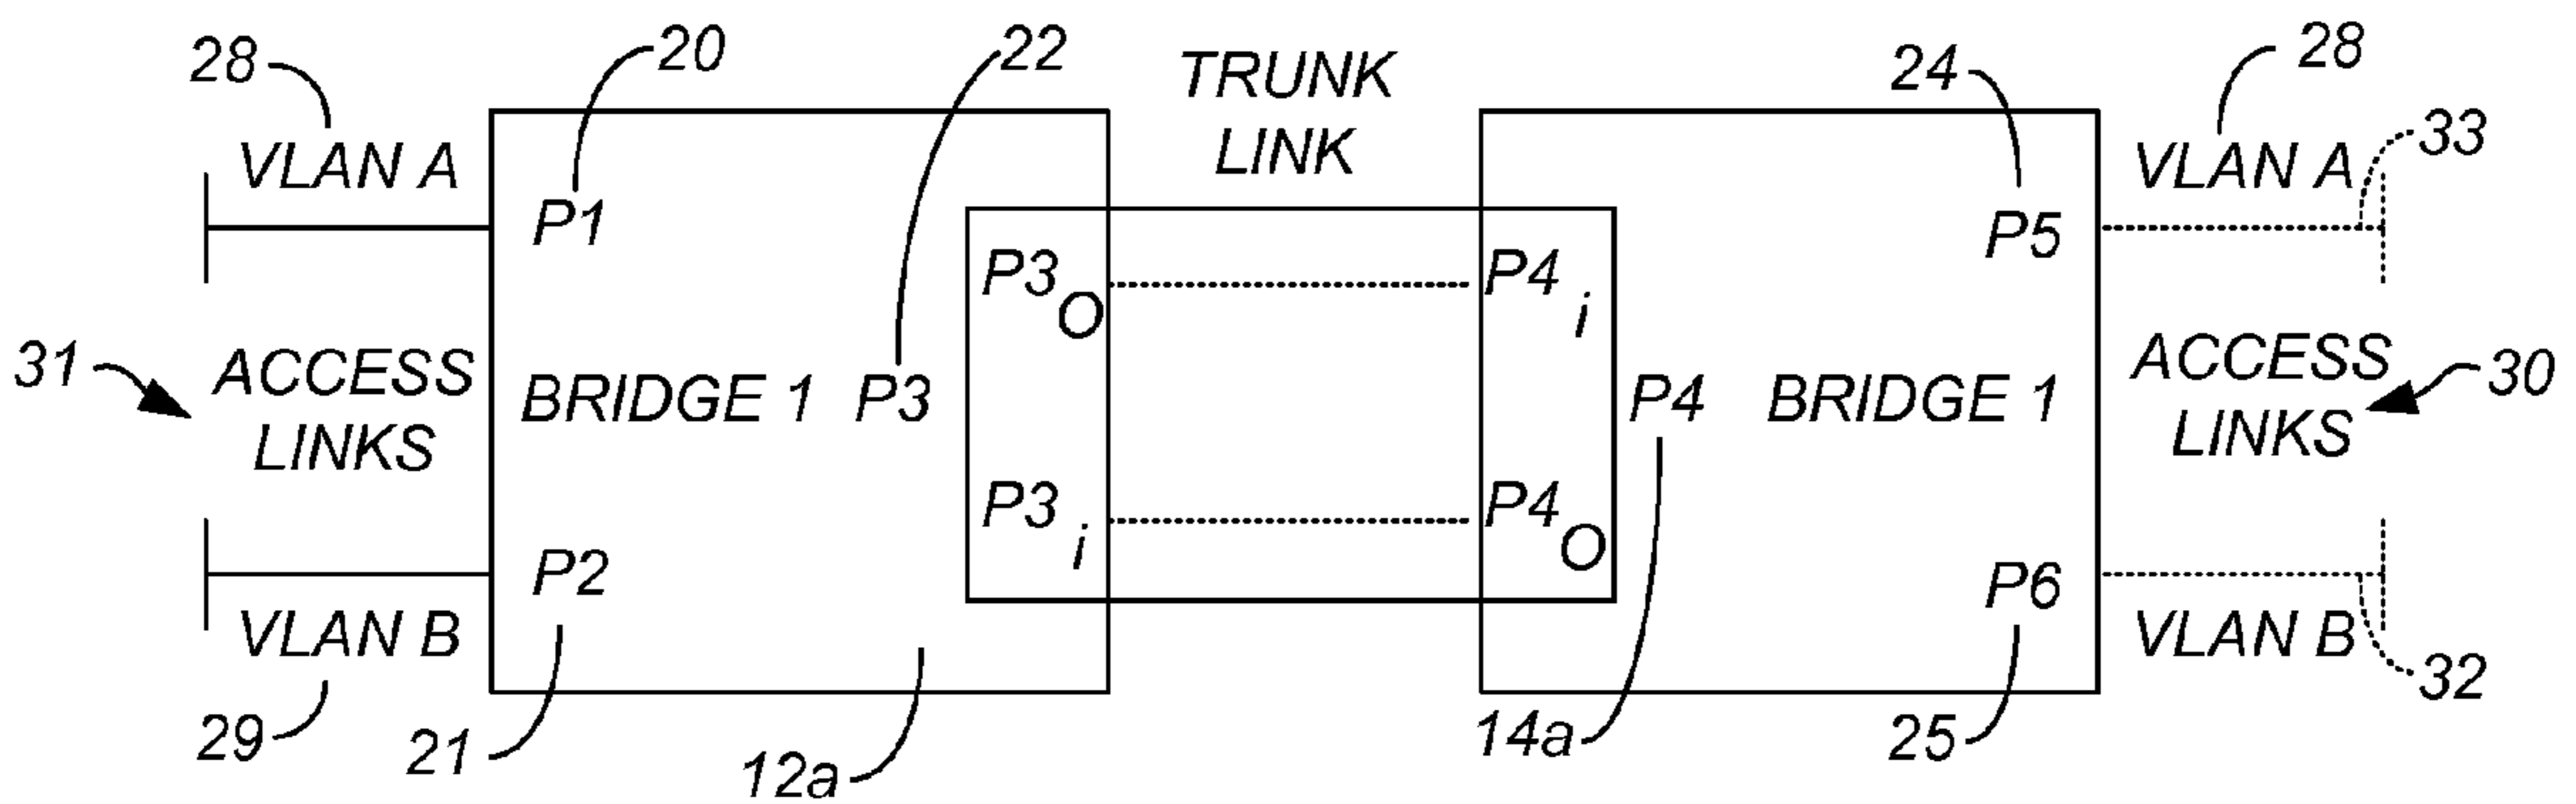 28
20
22
TRUNK
LINK
24
28
33
VLAN A
P1
VLAN A
P5
P3O
P4i
31
ACCESS
LINKS
BRIDGE 1
P3
P4
BRIDGE 1
ACCESS
LINKS
30
P3i
P4O
P2
P6
VLAN B
VLAN B
29
21
12a
14a
25
32